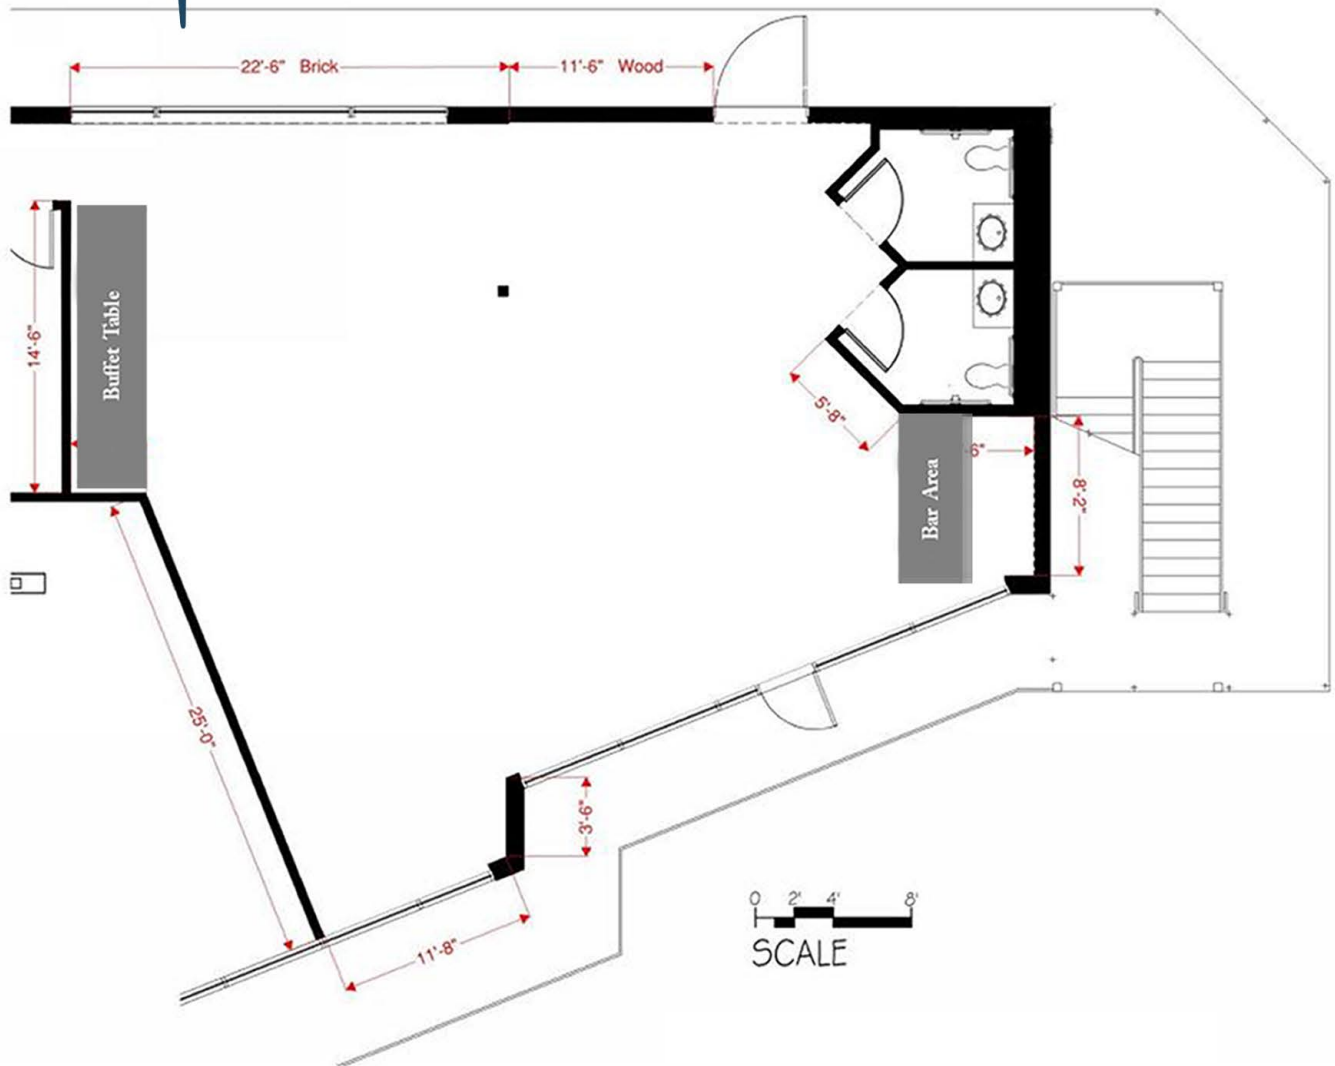 22'-6" Brick
11'-6" Wood
14'-6"
Buffet Table
5'-8"
Bar Area
-6"
8'-2"
25'-0"
3'-6"
11'-8"
0 2' 4' 8'
SCALE